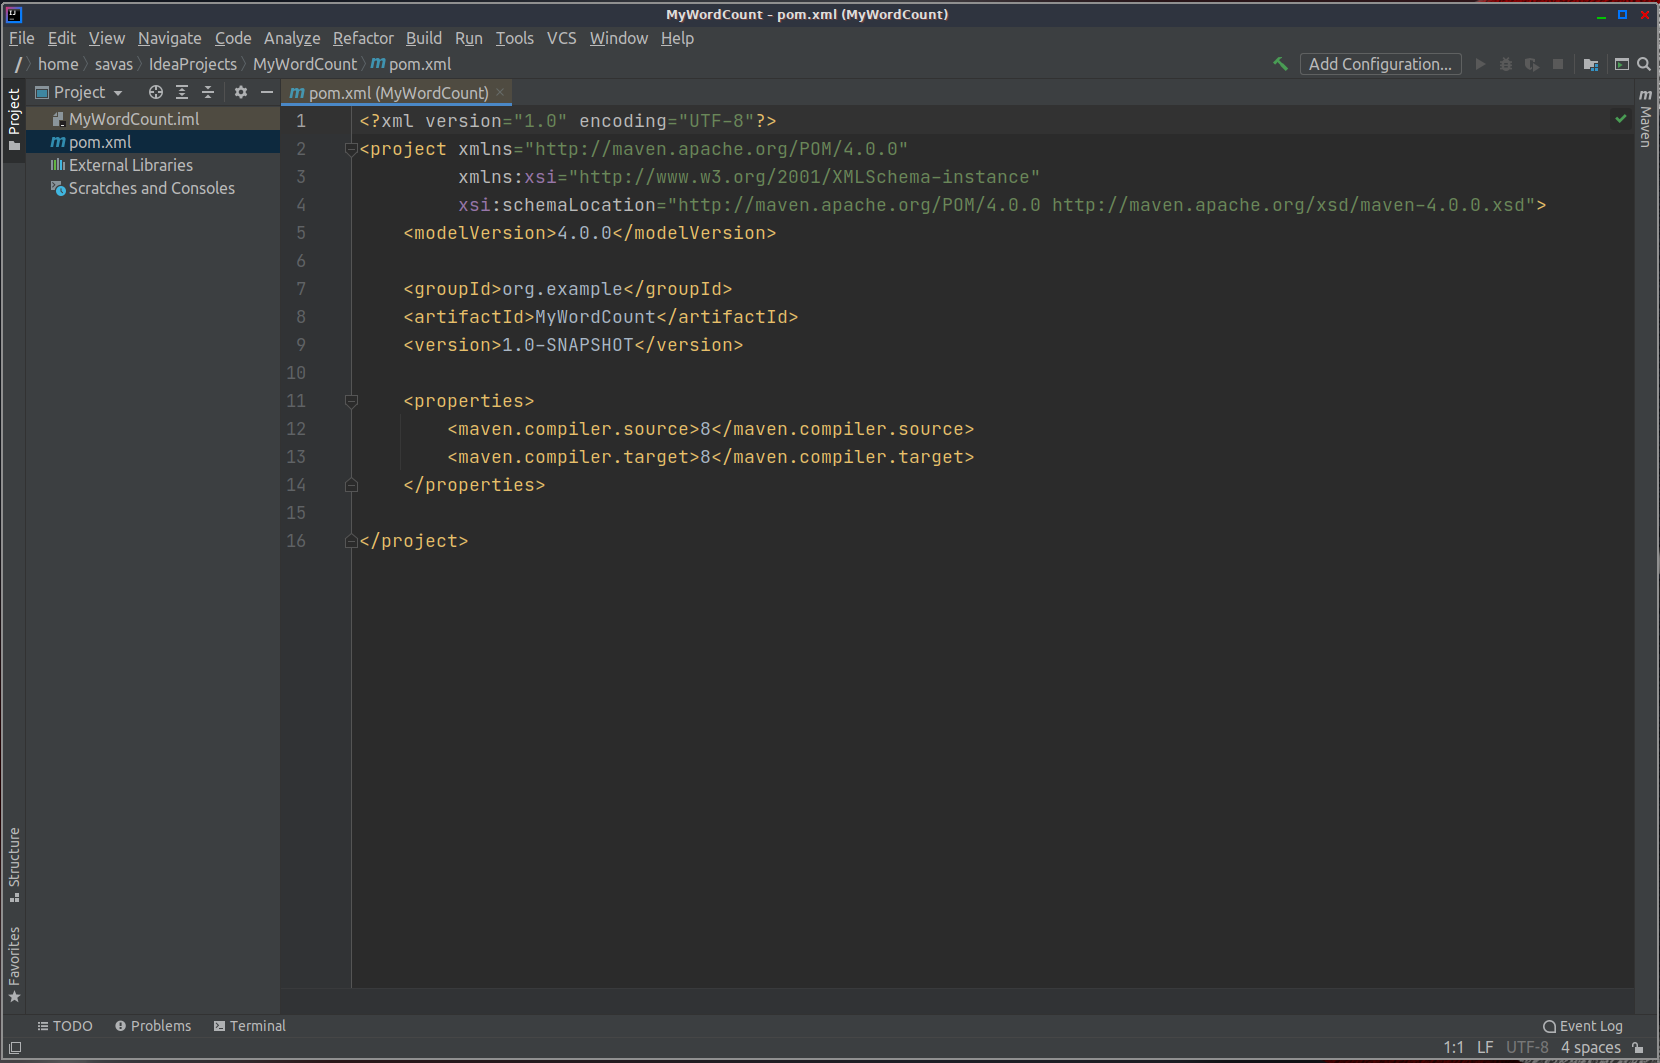 MyWordCount - pom.xml (MyWordCount)
File Edit View Navigate Code Analyze Refactor Build Run Tools VCS Window Help
/ home savas IdeaProjects MyWordCount m pom.xml
Add Configuration...
Project
Project
m pom.xml (MyWordCount)
MyWordCount.iml
m pom.xml
External Libraries
Scratches and Consoles
1 <?xml version="1.0" encoding="UTF-8"?>
2 <project xmlns="http://maven.apache.org/POM/4.0.0"
3 xmlns:xsi="http://www.w3.org/2001/XMLSchema-instance"
4 xsi:schemaLocation="http://maven.apache.org/POM/4.0.0 http://maven.apache.org/xsd/maven-4.0.0.xsd">
5 <modelVersion>4.0.0</modelVersion>
6
7 <groupId>org.example</groupId>
8 <artifactId>MyWordCount</artifactId>
9 <version>1.0-SNAPSHOT</version>
10
11 <properties>
12 <maven.compiler.source>8</maven.compiler.source>
13 <maven.compiler.target>8</maven.compiler.target>
14 </properties>
15
16 </project>
m Maven
Structure
Favorites
TODO Problems Terminal Event Log
1:1 LF UTF-8 4 spaces